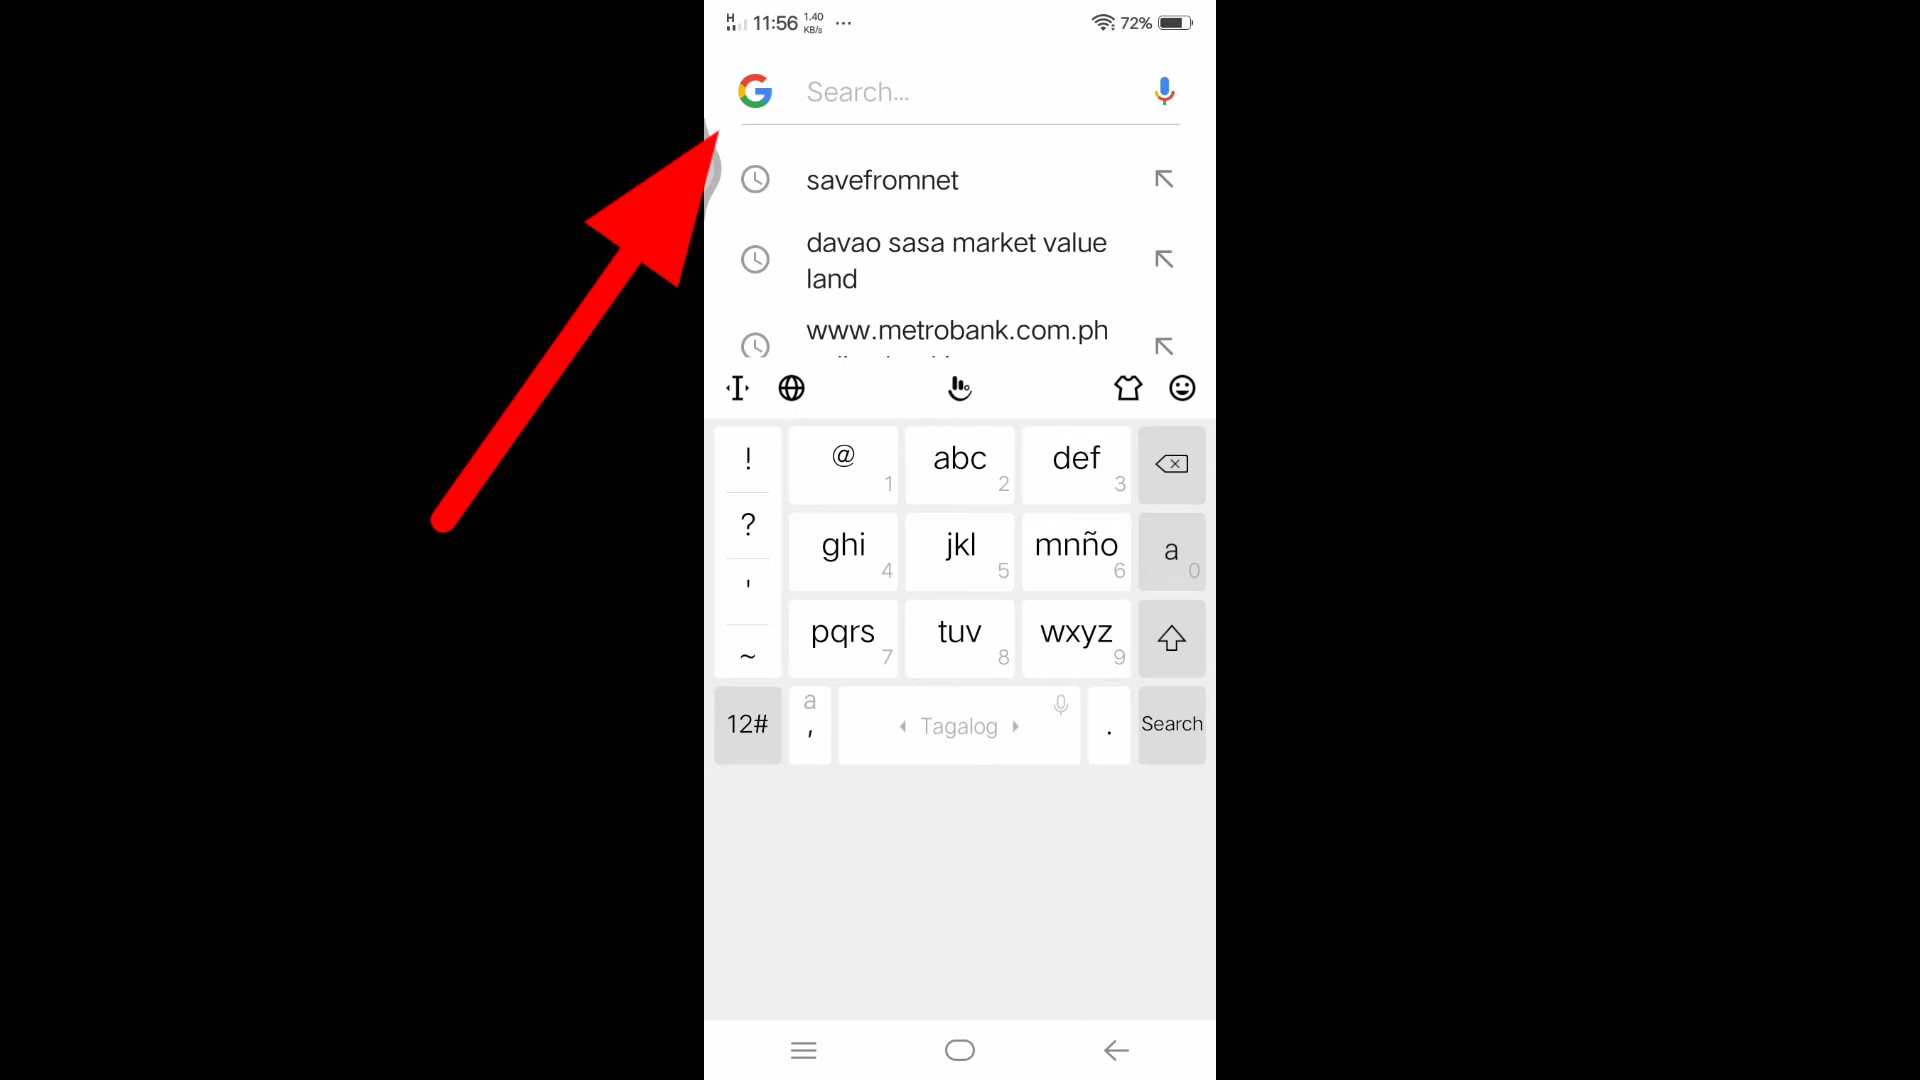 H 11:56 1.40 KB/s ... 72%
G Search...
savefromnet
davao sasa market value
land
www.metrobank.com.ph
! @ 1 abc 2 def 3
? ghi 4 jkl 5 mnño 6 a 0
' pqrs 7 tuv 8 wxyz 9
~
12# a , Tagalog . Search